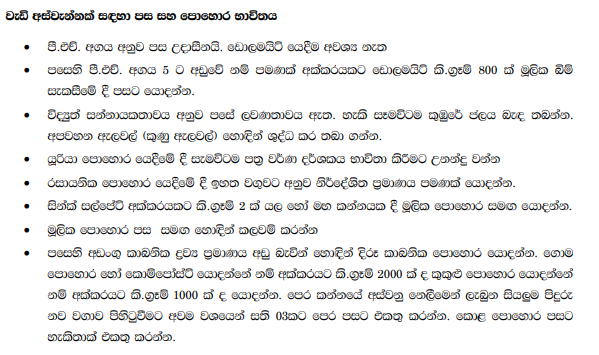 වැඩි අස්වැන්නක් සඳහා පස සහ පොහොර භාවිතය
• පී.එච්. අගය අනුව පස උදාසීනයි. ඩොලමයිට් යෙදීම අවශ්‍ය නැත
• පසෙහි පී.එච්. අගය 5 ට අඩුවේ නම් පමණක් අක්කරයකට ඩොලමයිට් කි.ග්‍රෑම් 800 ක් මූලික බිම්
සැකසීමේ දී පසට යොදන්න.
• විද්‍යුත් සන්නායකතාවය අනුව පසේ ලවණතාවය ඇත. හැකි සෑමවිටම කුඹුරේ ජලය බැඳ තබන්න.
අපවහන ඇලවල් (කුණු ඇලවල්) හොඳින් ශුද්ධ කර තබා ගන්න.
• යූරියා පොහොර යෙදීමේ දී සැමවිටම පත්‍ර වර්ණ දර්ශකය භාවිතා කිරීමට උනන්දු වන්න
• රසායනික පොහොර යෙදීමේ දී ඉහත වගුවට අනුව නිර්දේශිත ප්‍රමාණය පමණක් යොදන්න.
• සින්ක් සල්පේට් අක්කරයකට කි.ග්‍රෑම් 2 ක් යල හෝ මහ කන්නයක දී මූලික පොහොර සමඟ යොදන්න.
• මූලික පොහොර පස සමඟ හොඳින් කලවම් කරන්න
• පසෙහි අඩංගු කාබනික ද්‍රව්‍ය ප්‍රමාණය අඩු බැවින් හොඳින් දිරූ කාබනික පොහොර යොදන්න. ගොම
පොහොර හෝ කොම්පෝස්ට් යොදන්නේ නම් අක්කරයට කි.ග්‍රෑම් 2000 ක් ද කුකුළු පොහොර යොදන්නේ
නම් අක්කරයට කි.ග්‍රෑම් 1000 ක් ද යොදන්න. පෙර කන්නයේ අස්වනු නෙලීමෙන් ලැබුන සියලුම පිදුරු
නව වගාව පිහිටුවීමට අවම වශයෙන් සති 03කට පෙර පසට එකතු කරන්න. කොළ පොහොර පසට
හැකිතාක් එකතු කරන්න.